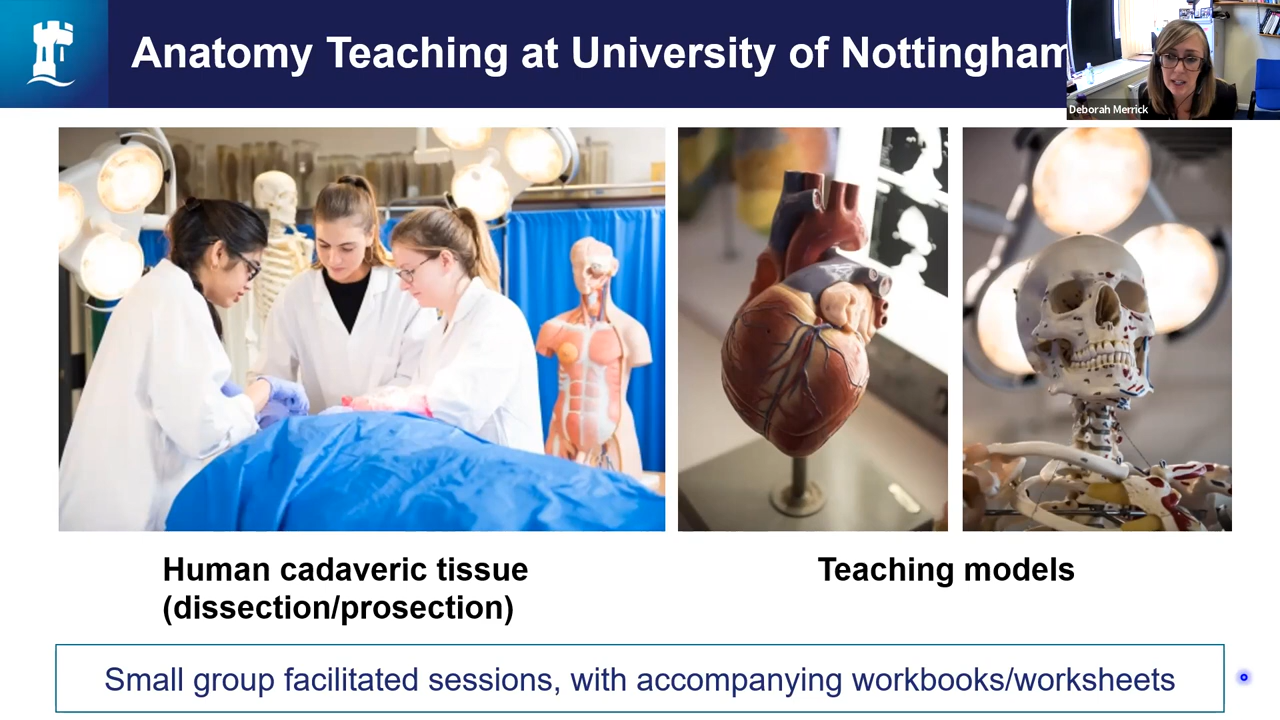 Anatomy Teaching at University of Nottingham
Deborah Merrick
Human cadaveric tissue
(dissection/prosection)
Teaching models
Small group facilitated sessions, with accompanying workbooks/worksheets